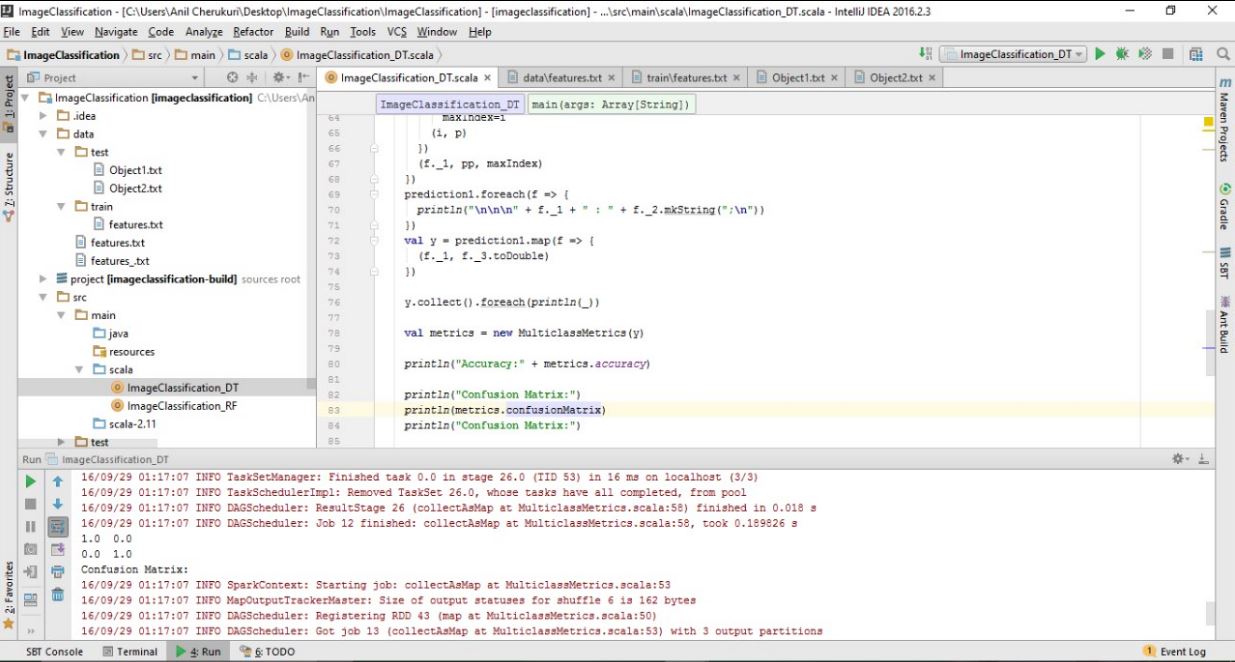 ImageClassification - [C:\Users\Anil Cherukuri\Desktop\ImageClassification\ImageClassification] - [imageclassification] - ...\src\main\scala\ImageClassification_DT.scala - IntelliJ IDEA 2016.2.3
File Edit View Navigate Code Analyze Refactor Build Run Tools VCS Window Help
ImageClassification src main scala ImageClassification_DT.scala
ImageClassification_DT
Project
ImageClassification_DT.scala × data\features.txt × train\features.txt × Object1.txt × Object2.txt ×
1: Project
7: Structure
2: Favorites
ImageClassification [imageclassification] C:\Users\An
.idea
data
test
Object1.txt
Object2.txt
train
features.txt
features.txt
features_.txt
project [imageclassification-build] sources root
src
main
java
resources
scala
ImageClassification_DT
ImageClassification_RF
scala-2.11
test
ImageClassification_DT main(args: Array[String])
64 maxIndex=i
65 (i, p)
66 })
67 (f._1, pp, maxIndex)
68 })
69 prediction1.foreach(f => {
70 println("\n\n\n" + f._1 + " : " + f._2.mkString(";\n"))
71 })
72 val y = prediction1.map(f => {
73 (f._1, f._3.toDouble)
74 })
75
76 y.collect().foreach(println(_))
77
78 val metrics = new MulticlassMetrics(y)
79
80 println("Accuracy:" + metrics.accuracy)
81
82 println("Confusion Matrix:")
83 println(metrics.confusionMatrix)
84 println("Confusion Matrix:")
85
Maven Projects
Gradle
SBT
Ant Build
Run ImageClassification_DT
16/09/29 01:17:07 INFO TaskSetManager: Finished task 0.0 in stage 26.0 (TID 53) in 16 ms on localhost (3/3)
16/09/29 01:17:07 INFO TaskSchedulerImpl: Removed TaskSet 26.0, whose tasks have all completed, from pool
16/09/29 01:17:07 INFO DAGScheduler: ResultStage 26 (collectAsMap at MulticlassMetrics.scala:58) finished in 0.018 s
16/09/29 01:17:07 INFO DAGScheduler: Job 12 finished: collectAsMap at MulticlassMetrics.scala:58, took 0.189826 s
1.0 0.0
0.0 1.0
Confusion Matrix:
16/09/29 01:17:07 INFO SparkContext: Starting job: collectAsMap at MulticlassMetrics.scala:53
16/09/29 01:17:07 INFO MapOutputTrackerMaster: Size of output statuses for shuffle 6 is 162 bytes
16/09/29 01:17:07 INFO DAGScheduler: Registering RDD 43 (map at MulticlassMetrics.scala:50)
16/09/29 01:17:07 INFO DAGScheduler: Got job 13 (collectAsMap at MulticlassMetrics.scala:53) with 3 output partitions
SBT Console Terminal 4: Run 6: TODO 1 Event Log